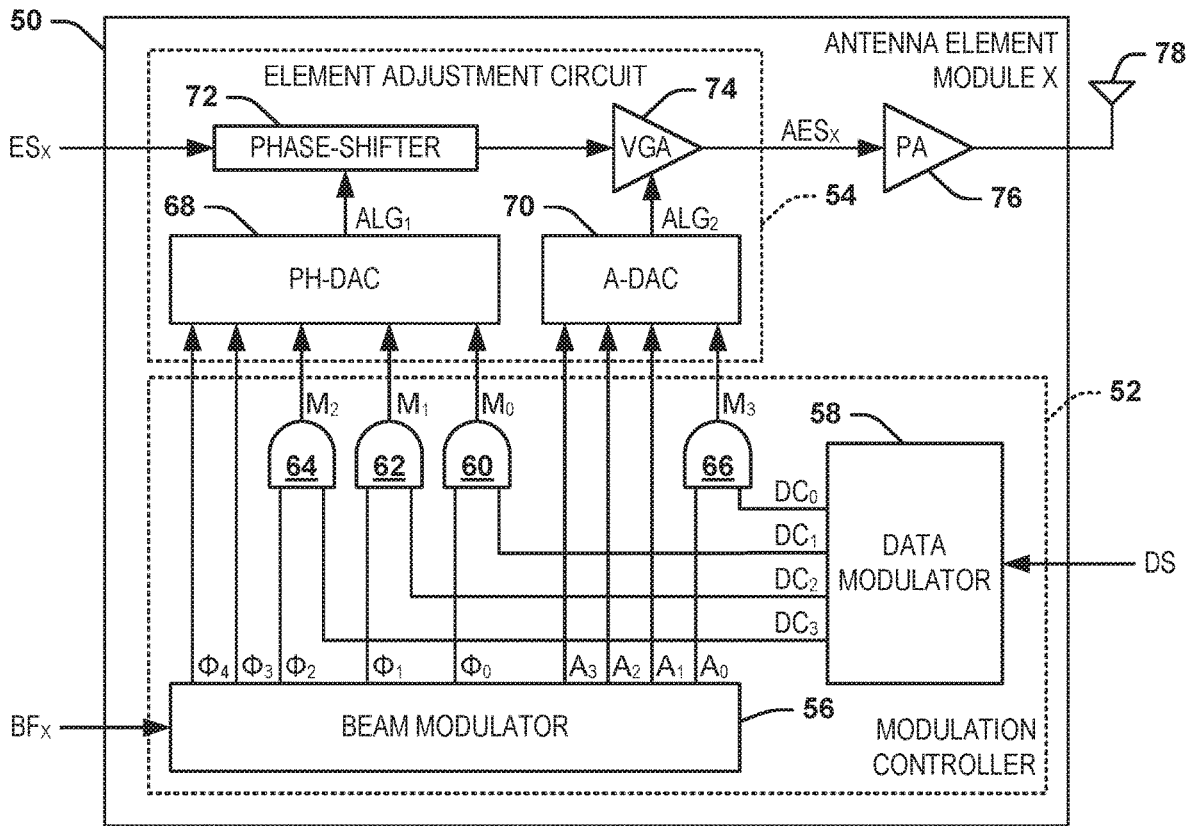 50
ANTENNA ELEMENT
MODULE X
78
ELEMENT ADJUSTMENT CIRCUIT
72
74
ESX
PHASE-SHIFTER
VGA
AESX
PA
76
54
68
ALG1
70
ALG2
PH-DAC
A-DAC
52
M2
M1
M0
M3
58
64
62
60
66
DC0
DC1
DC2
DC3
DATA
MODULATOR
DS
Φ4
Φ3
Φ2
Φ1
Φ0
A3
A2
A1
A0
BFX
BEAM MODULATOR
56
MODULATION
CONTROLLER